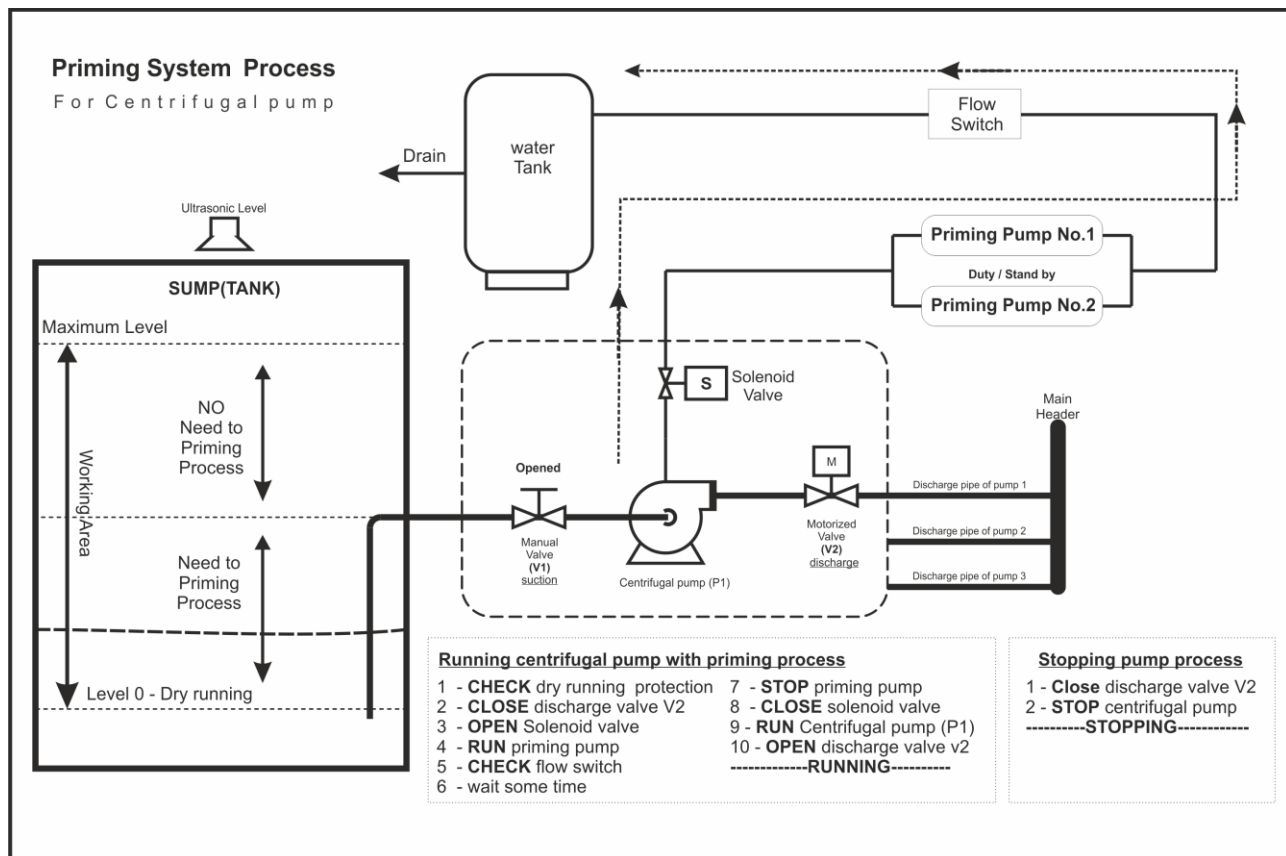 Priming System Process
For Centrifugal pump
Flow
Switch
water
Tank
Drain
Ultrasonic Level
Priming Pump No.1
Duty / Stand by
Priming Pump No.2
SUMP(TANK)
Maximum Level
NO
Need to
Priming
Process
Working Area
Need to
Priming
Process
Level 0 - Dry running
S
Solenoid
Valve
Main
Header
Opened
M
Manual
Valve
(V1)
suction
Centrifugal pump (P1)
Motorized
Valve
(V2)
discharge
Discharge pipe of pump 1
Discharge pipe of pump 2
Discharge pipe of pump 3
Running centrifugal pump with priming process
1 - CHECK dry running protection
2 - CLOSE discharge valve V2
3 - OPEN Solenoid valve
4 - RUN priming pump
5 - CHECK flow switch
6 - wait some time
7 - STOP priming pump
8 - CLOSE solenoid valve
9 - RUN Centrifugal pump (P1)
10 - OPEN discharge valve v2
-------------RUNNING----------
Stopping pump process
1 - Close discharge valve V2
2 - STOP centrifugal pump
----------STOPPING------------